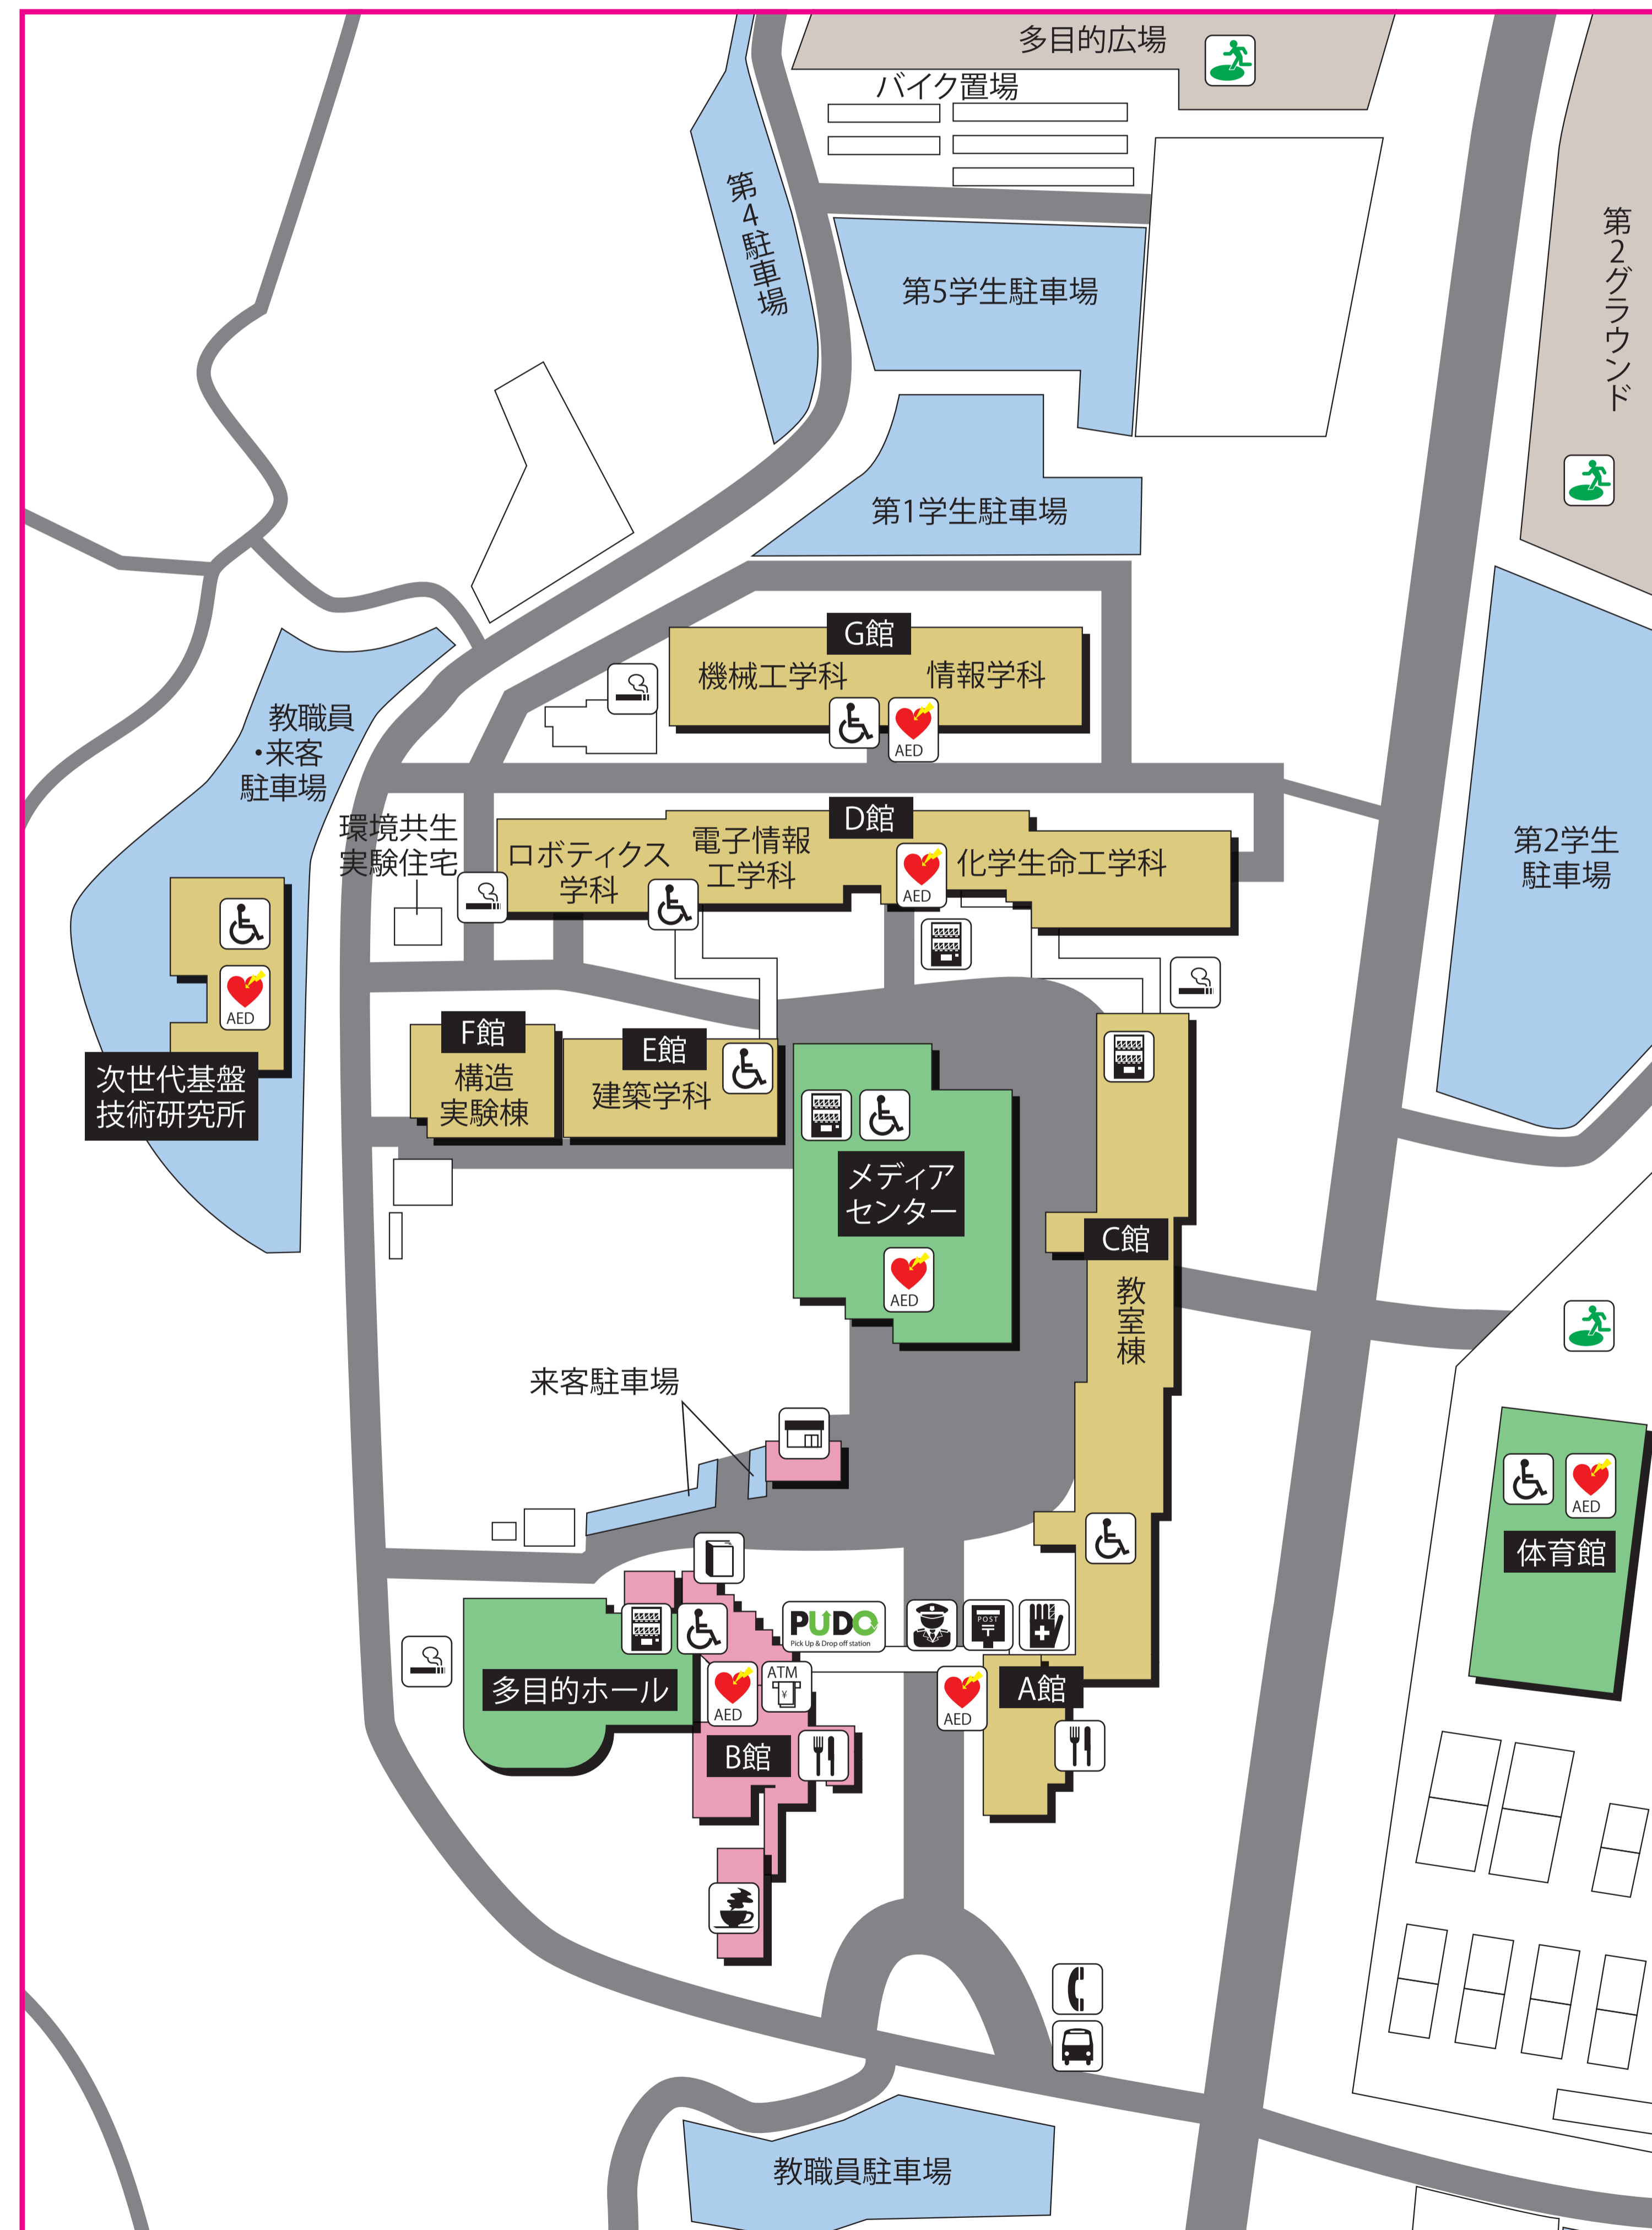 多目的広場
バイク置場
第4駐車場
第5学生駐車場
第2グラウンド
第1学生駐車場
G館
機械工学科
情報学科
AED
教職員
・来客
駐車場
環境共生
実験住宅
D館
ロボティクス
学科
電子情報
工学科
化学生命工学科
AED
第2学生
駐車場
AED
次世代基盤
技術研究所
F館
構造
実験棟
E館
建築学科
メディア
センター
AED
C館
教室棟
来客駐車場
AED
体育館
PUDO
Pick Up & Drop off station
POST
〒
多目的ホール
AED
ATM
¥
AED
A館
B館
教職員駐車場